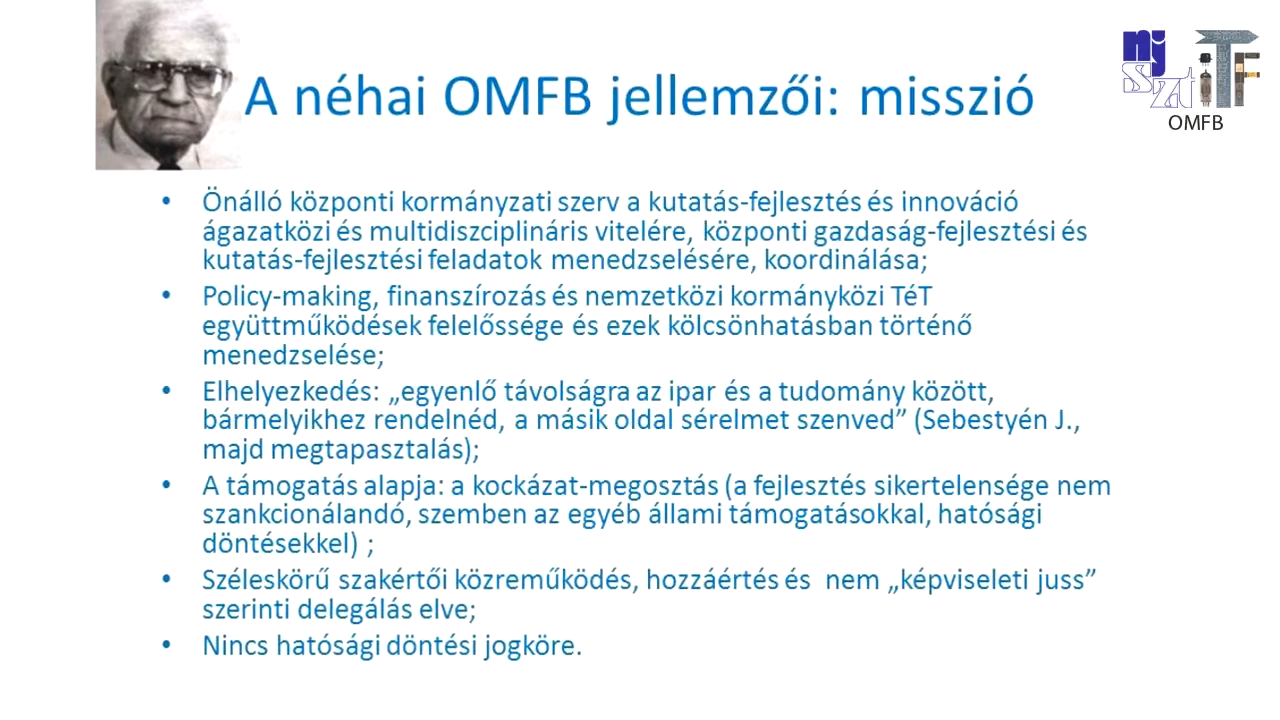 A néhai OMFB jellemzői: misszió
nj
Szt
iTF
OMFB
• Önálló központi kormányzati szerv a kutatás-fejlesztés és innováció
ágazatközi és multidiszciplináris vitelére, központi gazdaság-fejlesztési és
kutatás-fejlesztési feladatok menedzselésére, koordinálása;
• Policy-making, finanszírozás és nemzetközi kormányközi TéT
együttműködések felelőssége és ezek kölcsönhatásban történő
menedzselése;
• Elhelyezkedés: „egyenlő távolságra az ipar és a tudomány között,
bármelyikhez rendelnéd, a másik oldal sérelmet szenved” (Sebestyén J.,
majd megtapasztalás);
• A támogatás alapja: a kockázat-megosztás (a fejlesztés sikertelensége nem
szankcionálandó, szemben az egyéb állami támogatásokkal, hatósági
döntésekkel) ;
• Széleskörű szakértői közreműködés, hozzáértés és  nem „képviseleti juss”
szerinti delegálás elve;
• Nincs hatósági döntési jogköre.